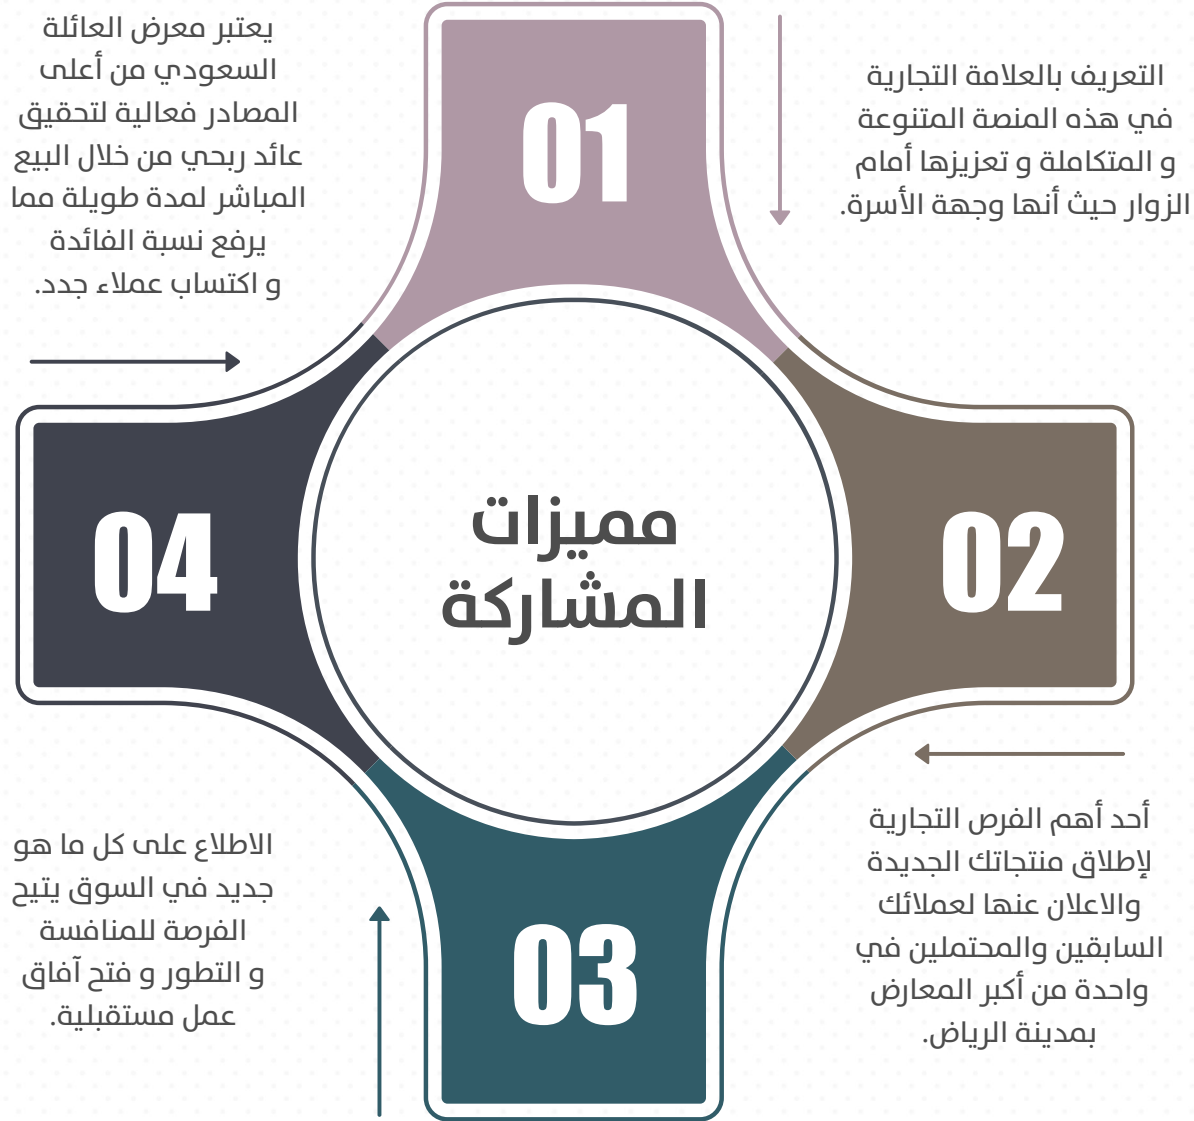 مميزات
المشاركة
01
التعريف بالعلامة التجارية
في هذه المنصة المتنوعة
و المتكاملة و تعزيزها أمام
الزوار حيث أنها وجهة الأسرة.
02
أحد أهم الفرص التجارية
لإطلاق منتجاتك الجديدة
والاعلان عنها لعملائك
السابقين والمحتملين في
واحدة من أكبر المعارض
بمدينة الرياض.
03
الاطلاع على كل ما هو
جديد في السوق يتيح
الفرصة للمنافسة
و التطور و فتح آفاق
عمل مستقبلية.
04
يعتبر معرض العائلة
السعودي من أعلى
المصادر فعالية لتحقيق
عائد ربحي من خلال البيع
المباشر لمدة طويلة مما
يرفع نسبة الفائدة
و اكتساب عملاء جدد.